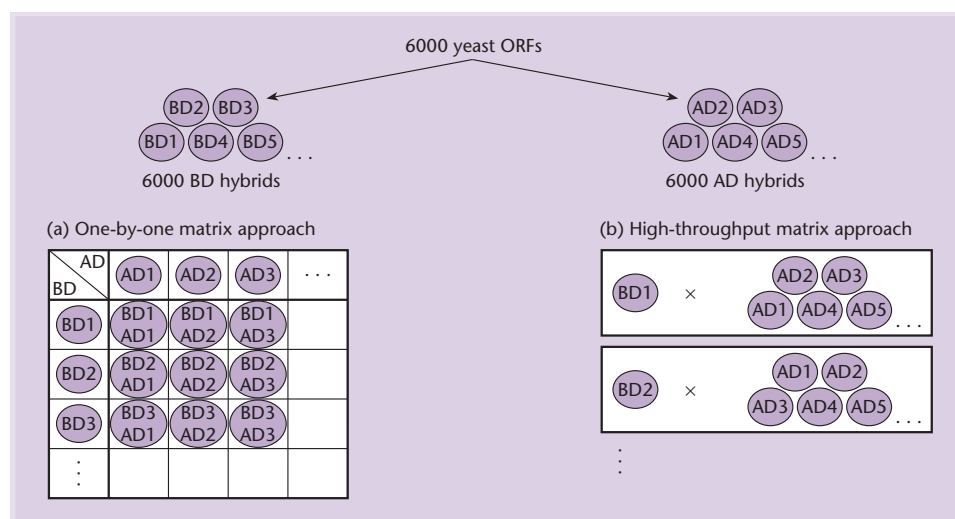 6000 yeast ORFs
BD2 BD3
BD1 BD4 BD5 ...
6000 BD hybrids
AD2 AD3
AD1 AD4 AD5 ...
6000 AD hybrids
(a) One-by-one matrix approach
AD
BD
AD1 AD2 AD3 ...
BD1
BD1 BD1 BD1
AD1 AD2 AD3
BD2
BD2 BD2 BD2
AD1 AD2 AD3
BD3
BD3 BD3 BD3
AD1 AD2 AD3
...
(b) High-throughput matrix approach
AD2 AD3
BD1 ×
AD1 AD4 AD5 ...
AD1 AD2
BD2 ×
AD3 AD4 AD5 ...
...